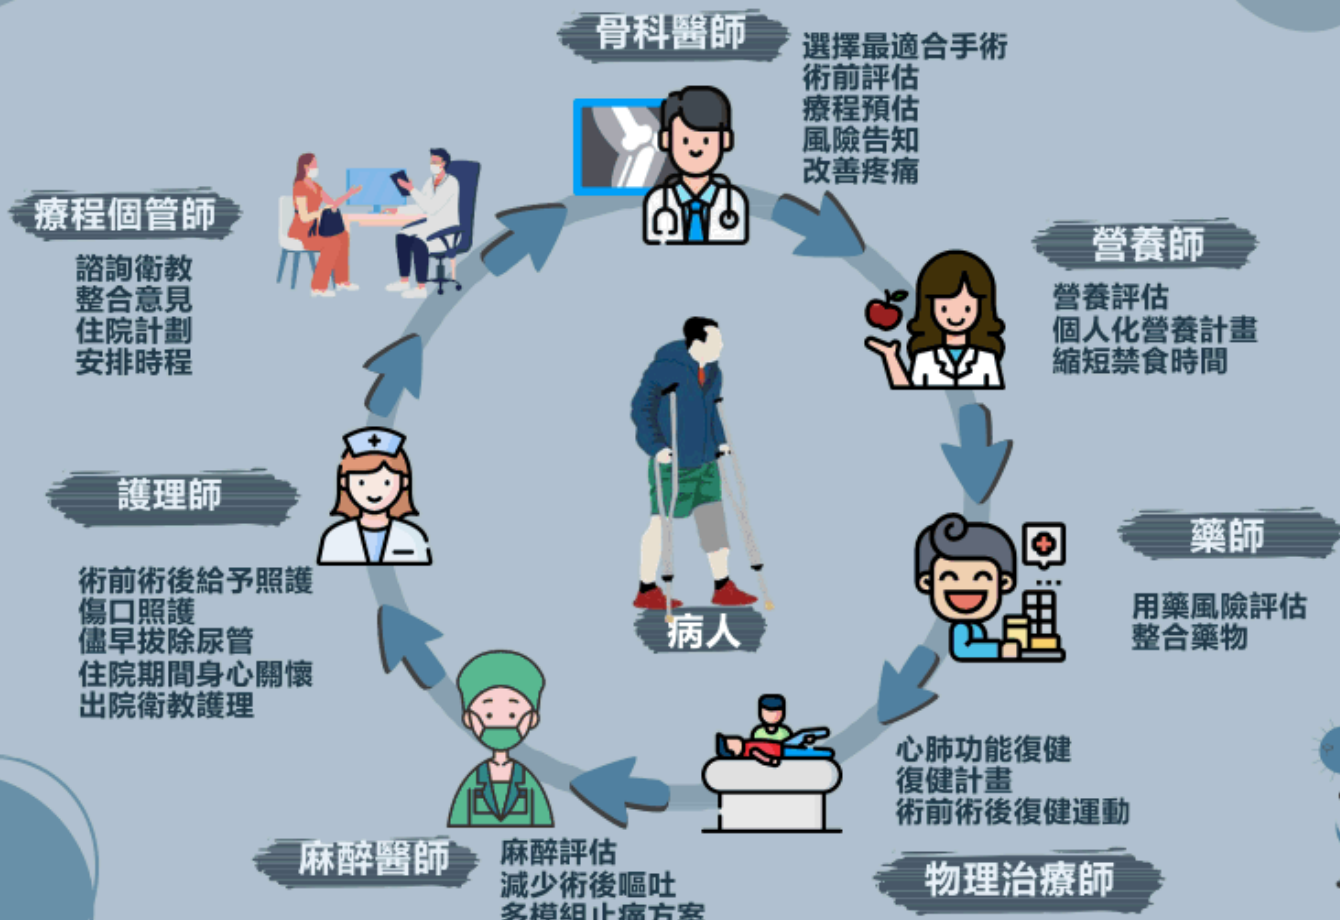 骨科醫師
選擇最適合手術
術前評估
療程預估
風險告知
改善疼痛
營養師
營養評估
個人化營養計畫
縮短禁食時間
藥師
用藥風險評估
整合藥物
心肺功能復健
復健計畫
術前術後復健運動
物理治療師
麻醉醫師
麻醉評估
減少術後嘔吐
多模組止痛方案
護理師
術前術後給予照護
傷口照護
儘早拔除尿管
住院期間身心關懷
出院衛教護理
療程個管師
諮詢衛教
整合意見
住院計劃
安排時程
病人